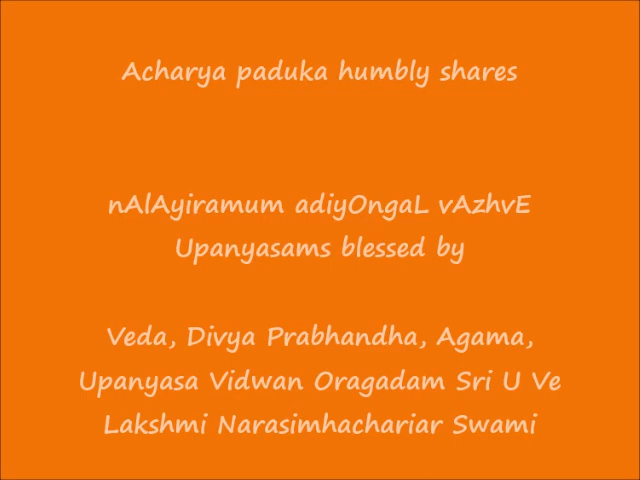 Acharya paduka humbly shares
nAlAyiramum adiyOngaL vAzhvE
Upanyasams blessed by
Veda, Divya Prabhandha, Agama,
Upanyasa Vidwan Oragadam Sri U Ve
Lakshmi Narasimhachariar Swami